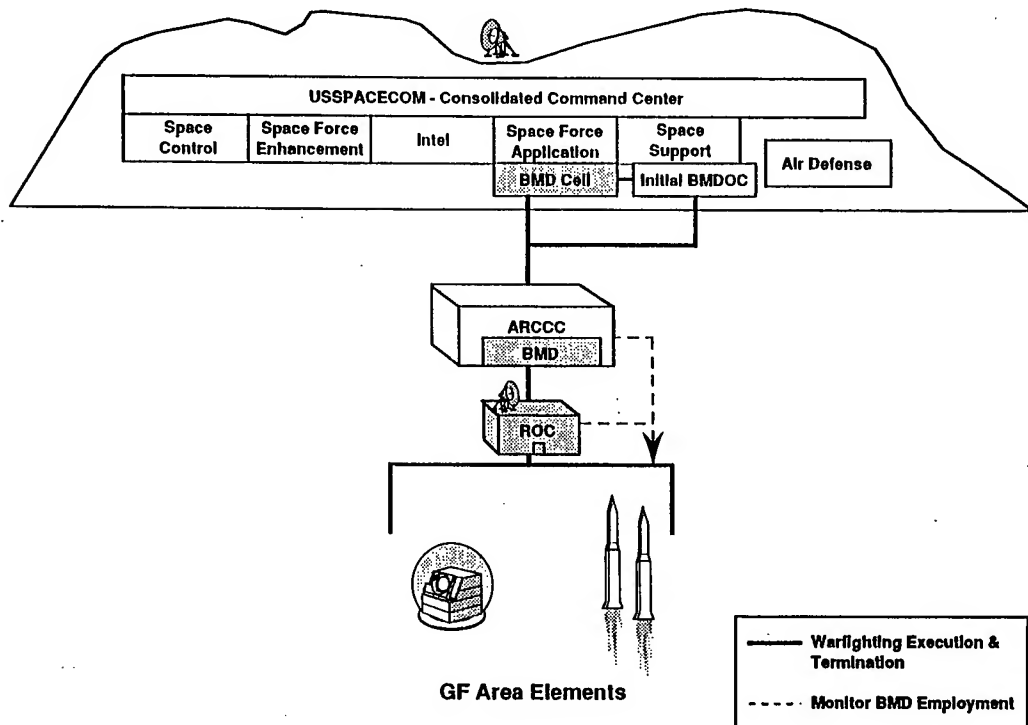 USSPACECOM - Consolidated Command Center
Space
Control
Space Force
Enhancement
Intel
Space Force
Application
Space
Support
Air Defense
BMD Cell
Initial BMDOC
ARCCC
BMD
ROC
GF Area Elements
Warfighting Execution &
Termination
Monitor BMD Employment